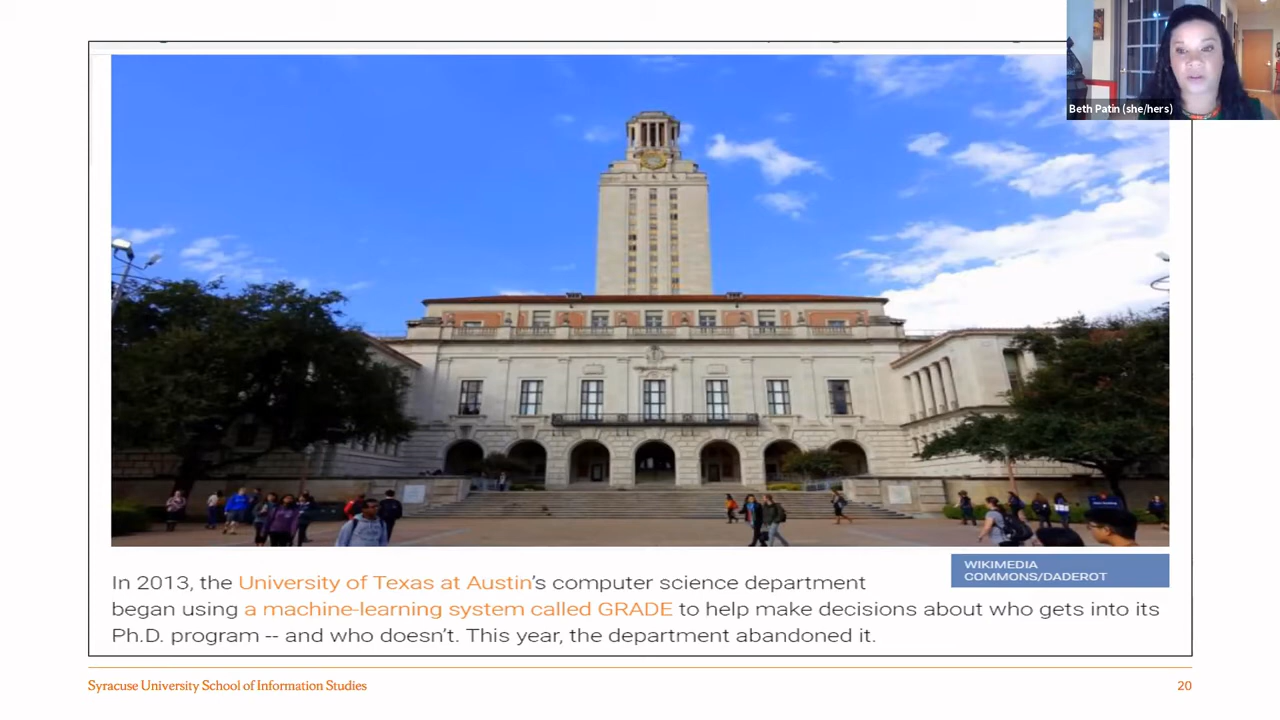 Beth Patin (she/hers)
WIKIMEDIA
COMMONS/DADEROT
In 2013, the University of Texas at Austin's computer science department
began using a machine-learning system called GRADE to help make decisions about who gets into its
Ph.D. program -- and who doesn't. This year, the department abandoned it.
Syracuse University School of Information Studies
20